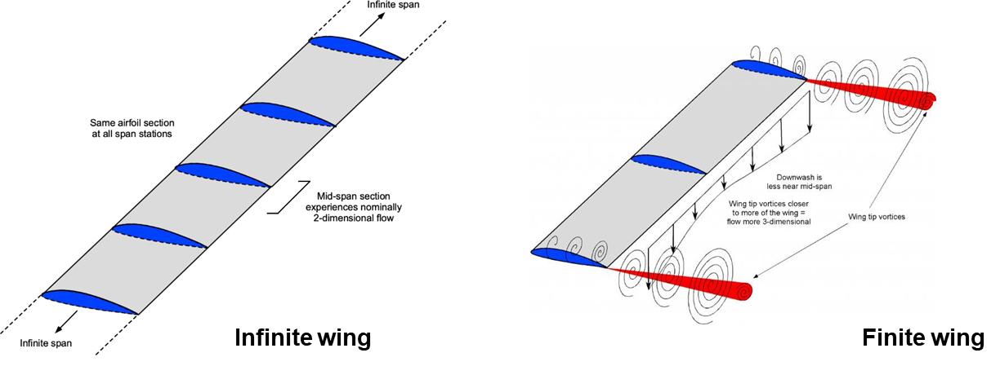 Infinite span
Same airfoil section
at all span stations
Mid-span section
experiences nominally
2-dimensional flow
Infinite span
Infinite wing
Downwash is
less near mid-span
Wing tip vortices closer
to more of the wing =
flow more 3-dimensional
Wing tip vortices
Finite wing